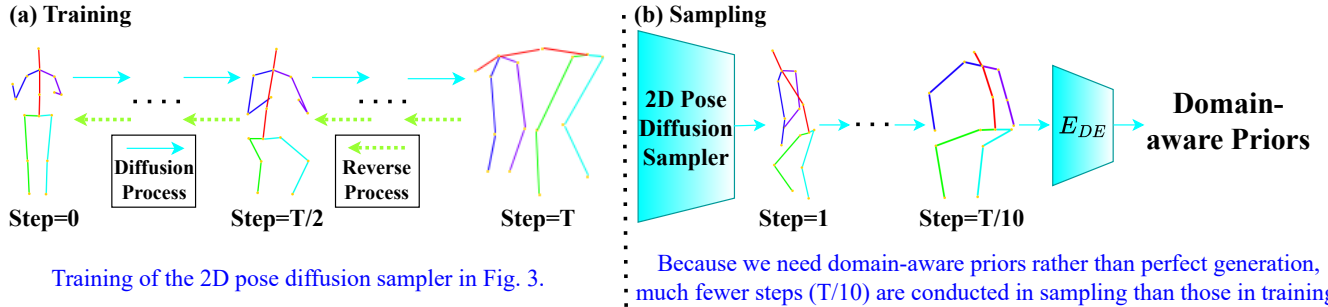 (a) Training
Diffusion
Process
Reverse
Process
Step=0
Step=T/2
Step=T
Training of the 2D pose diffusion sampler in Fig. 3.
(b) Sampling
2D Pose
Diffusion
Sampler
Step=1
Step=T/10
E_{DE}
Domain-
aware Priors
Because we need domain-aware priors rather than perfect generation,
much fewer steps (T/10) are conducted in sampling than those in training